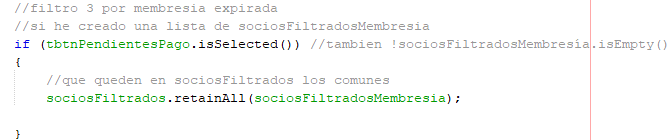 //filtro 3 por membresia expirada
//si he creado una lista de sociosFiltradosMembresia
if (tbtnPendientesPago.isSelected()) //tambien !sociosFiltradosMembresía.isEmpty()
{
//que queden en sociosFiltrados los comunes
sociosFiltrados.retainAll(sociosFiltradosMembresia);
}